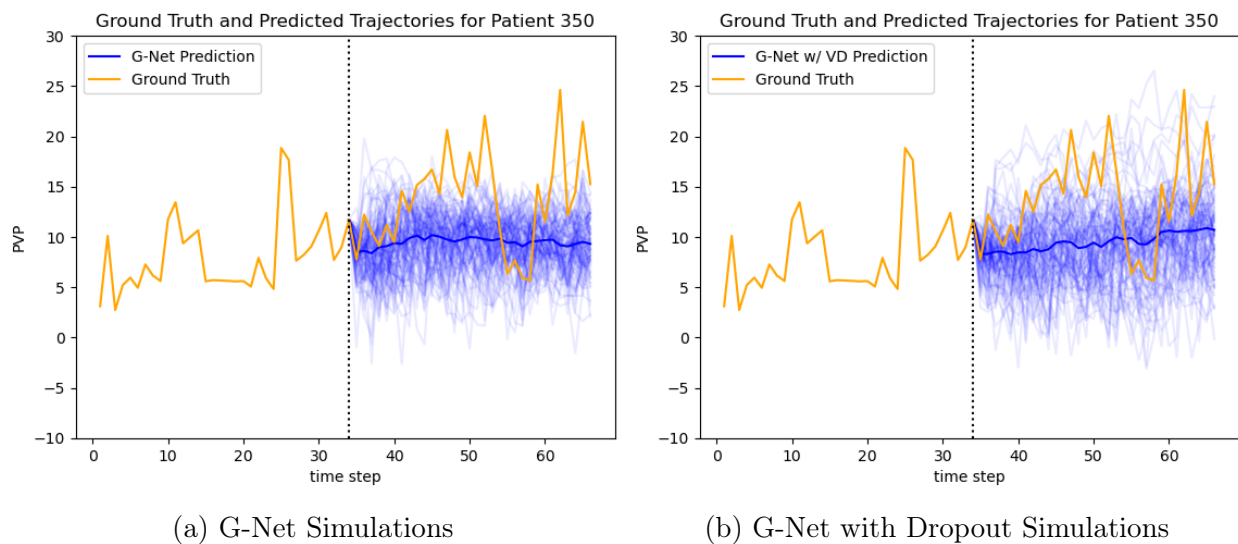 Ground Truth and Predicted Trajectories for Patient 350
30
25
20
15
10
5
0
−5
−10
PVP
G-Net Prediction
Ground Truth
0
10
20
30
40
50
60
time step
(a) G-Net Simulations
Ground Truth and Predicted Trajectories for Patient 350
30
25
20
15
10
5
0
−5
−10
PVP
G-Net w/ VD Prediction
Ground Truth
0
10
20
30
40
50
60
time step
(b) G-Net with Dropout Simulations